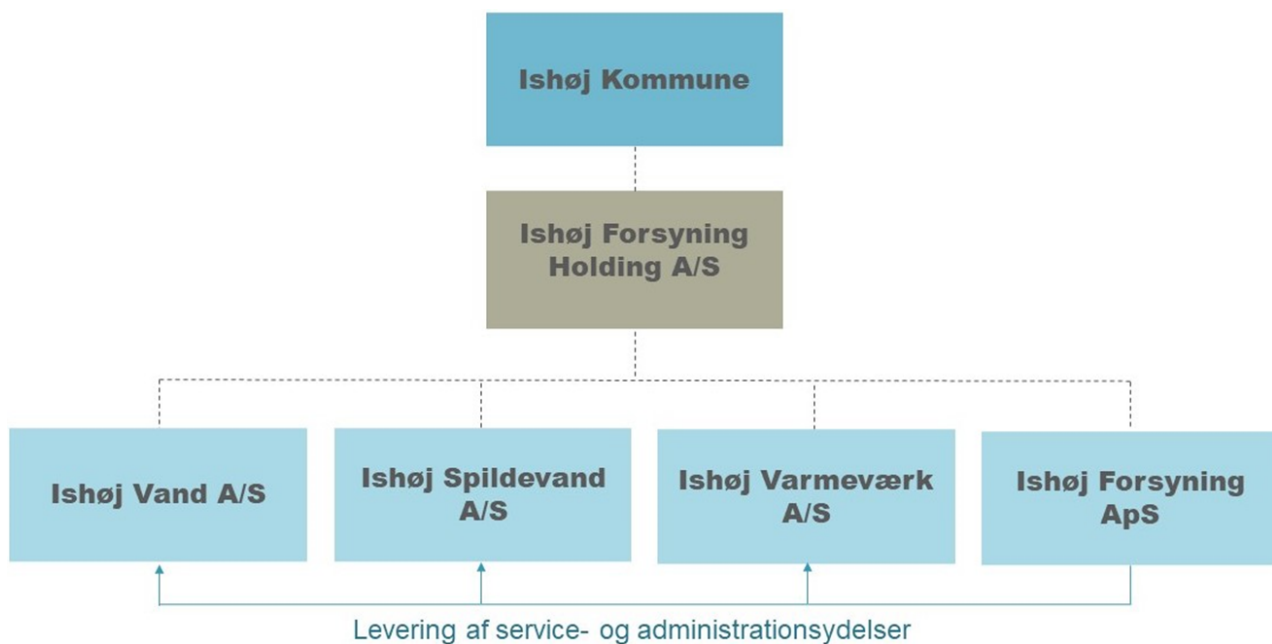 Ishøj Kommune
Ishøj Forsyning
Holding A/S
Ishøj Vand A/S
Ishøj Spildevand
A/S
Ishøj Varmeværk
A/S
Ishøj Forsyning
ApS
Levering af service- og administrationsydelser